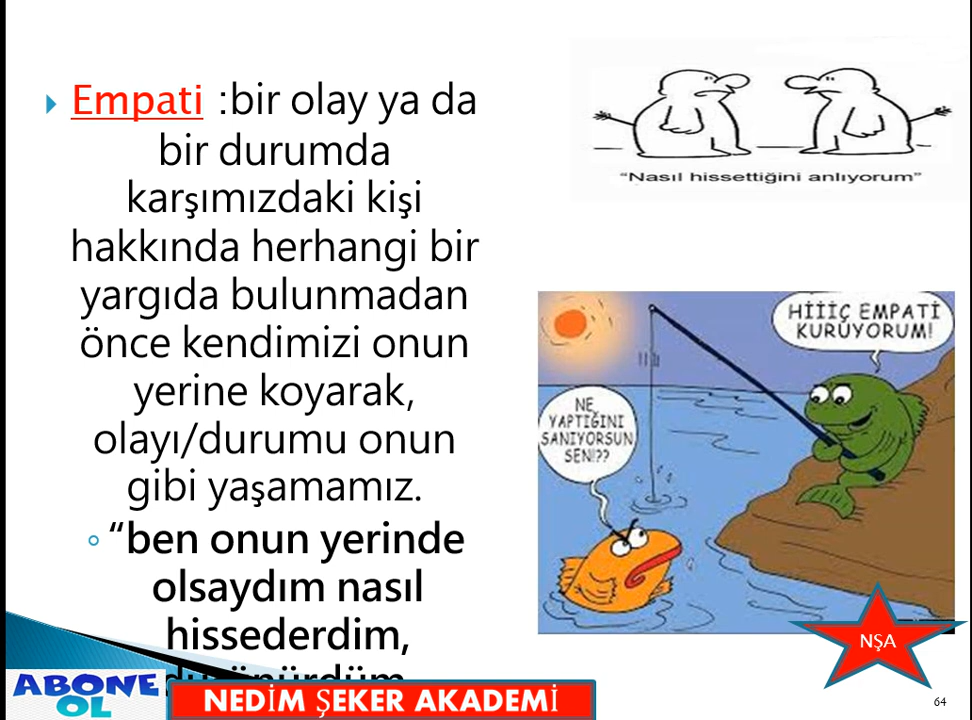 Empati :bir olay ya da
bir durumda
karşımızdaki kişi
hakkında herhangi bir
yargıda bulunmadan
önce kendimizi onun
yerine koyarak,
olayı/durumu onun
gibi yaşamamız.
“ben onun yerinde
olsaydım nasıl
hissederdim,
“Nasıl hissettiğini anlıyorum”
HİİİÇ EMPATİ
KURUYORUM!
NE
YAPTIĞINI
SANIYORSUN
SEN!??
NŞA
ABONE
OL
NEDİM ŞEKER AKADEMİ
64